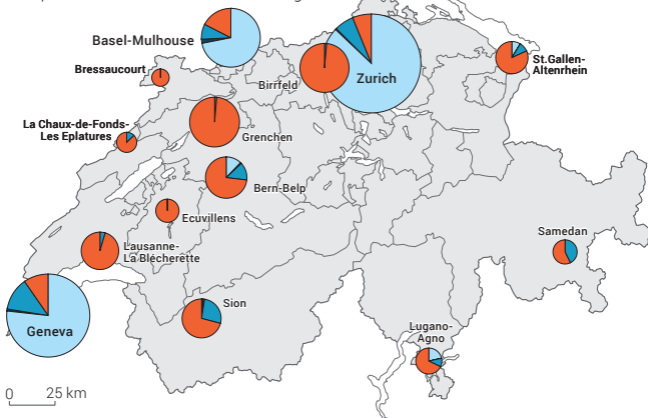 Basel-Mulhouse
Bressaucourt
Birrfeld
Zurich
St.Gallen-
Altenrhein
La Chaux-de-Fonds-
Les Eplatures
Grenchen
Bern-Belp
Ecuvillens
Lausanne-
La Blécherette
Samedan
Geneva
Sion
Lugano-
Agno
0 25 km